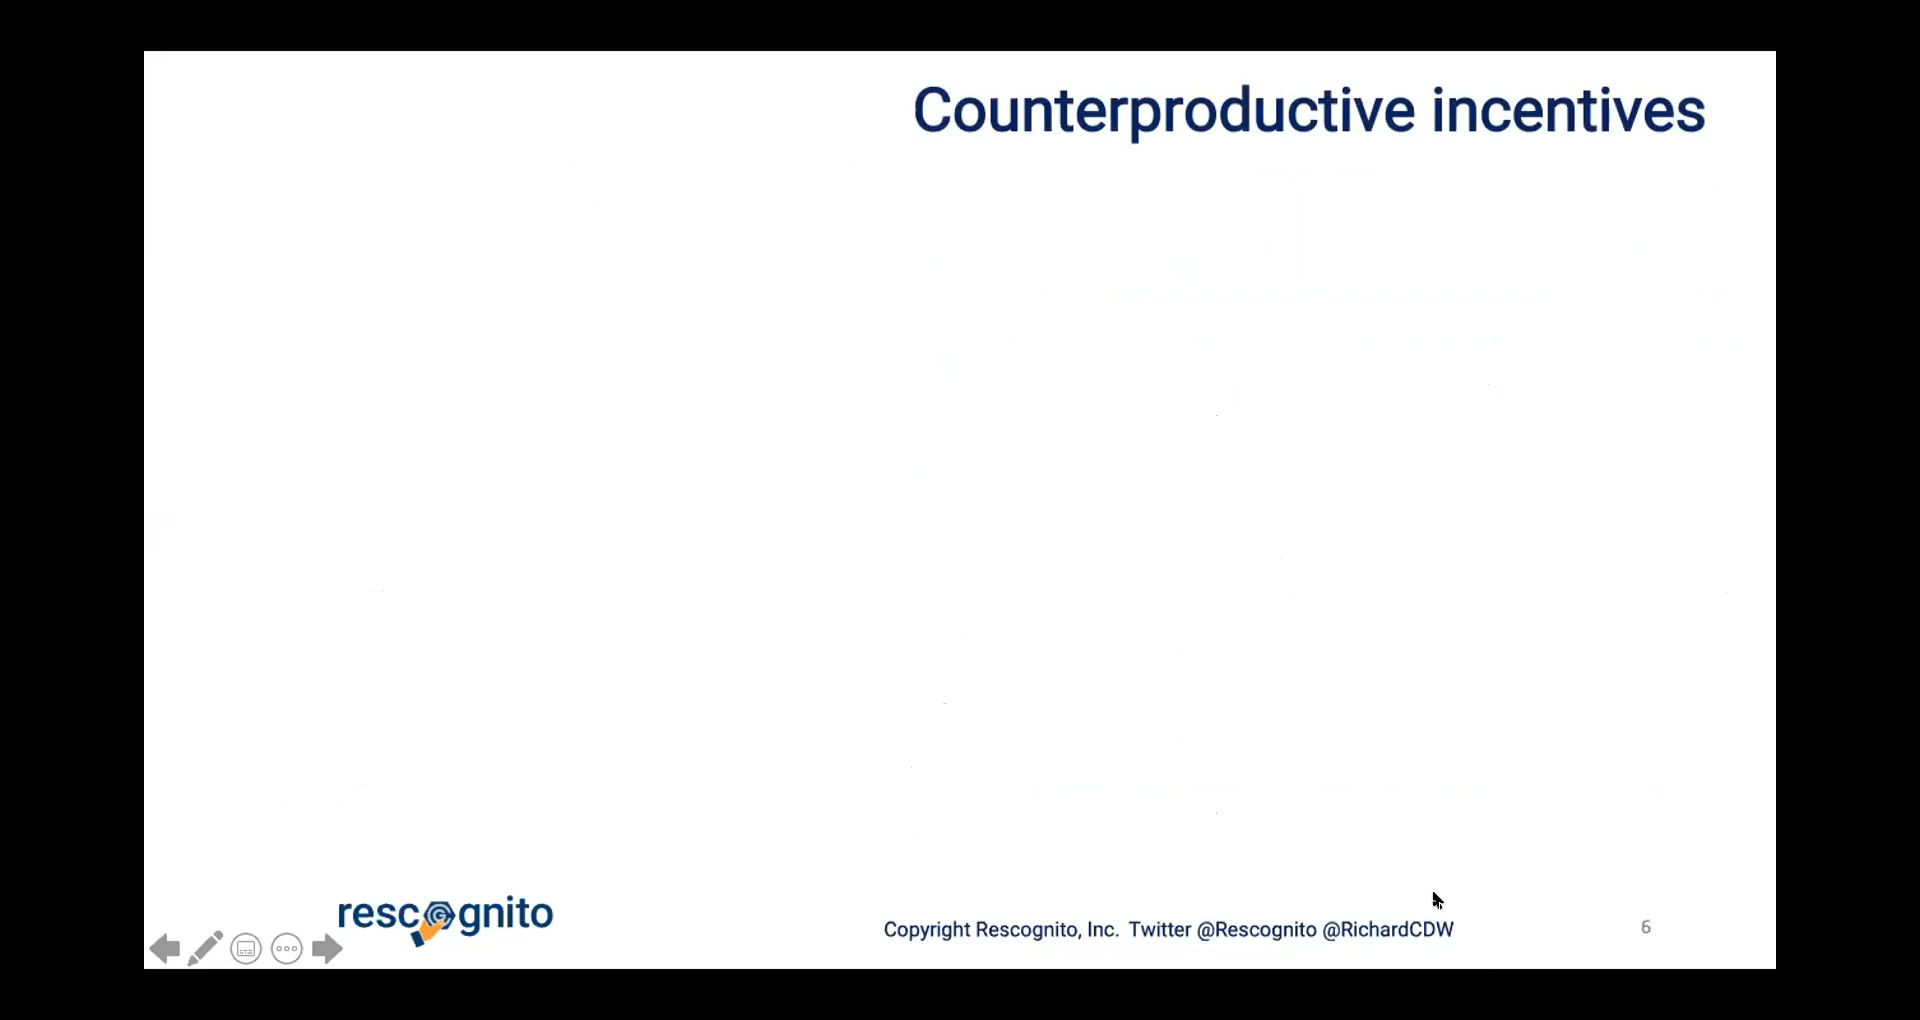 Counterproductive incentives
rescognito
Copyright Rescognito, Inc. Twitter @Rescognito @RichardCDW
6